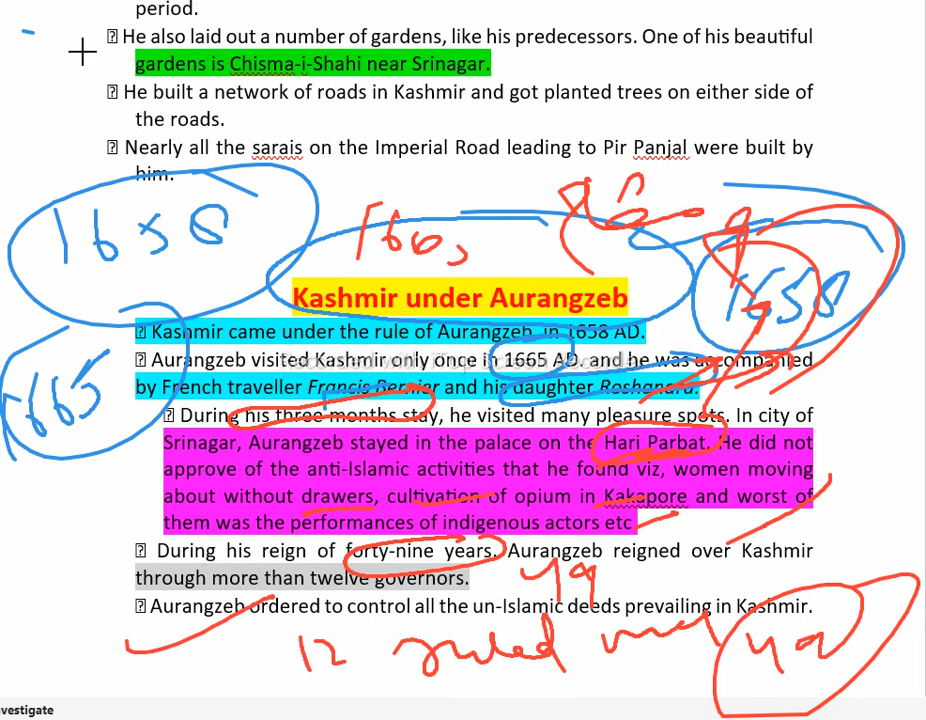 period.
He also laid out a number of gardens, like his predecessors. One of his beautiful
gardens is Chisma-i-Shahi near Srinagar.
He built a network of roads in Kashmir and got planted trees on either side of
the roads.
Nearly all the sarais on the Imperial Road leading to Pir Panjal were built by
him.
1658
1658
Kashmir under Aurangzeb
Kashmir came under the rule of Aurangzeb in 1658 AD.
Aurangzeb visited Kashmir only once in 1665 AD. and he was accompanied
1665
by French traveller Francis Bernier and his daughter Roshanara.
During his three months stay, he visited many pleasure spots. In city of
Srinagar, Aurangzeb stayed in the palace on the Hari Parbat. He did not
approve of the anti-Islamic activities that he found viz, women moving
about without drawers, cultivation of opium in Kakapore and worst of
them was the performances of indigenous actors etc
During his reign of forty-nine years, Aurangzeb reigned over Kashmir
through more than twelve governors.
49
Aurangzeb ordered to control all the un-Islamic deeds prevailing in Kashmir.
12 ruled
49
nvestigate